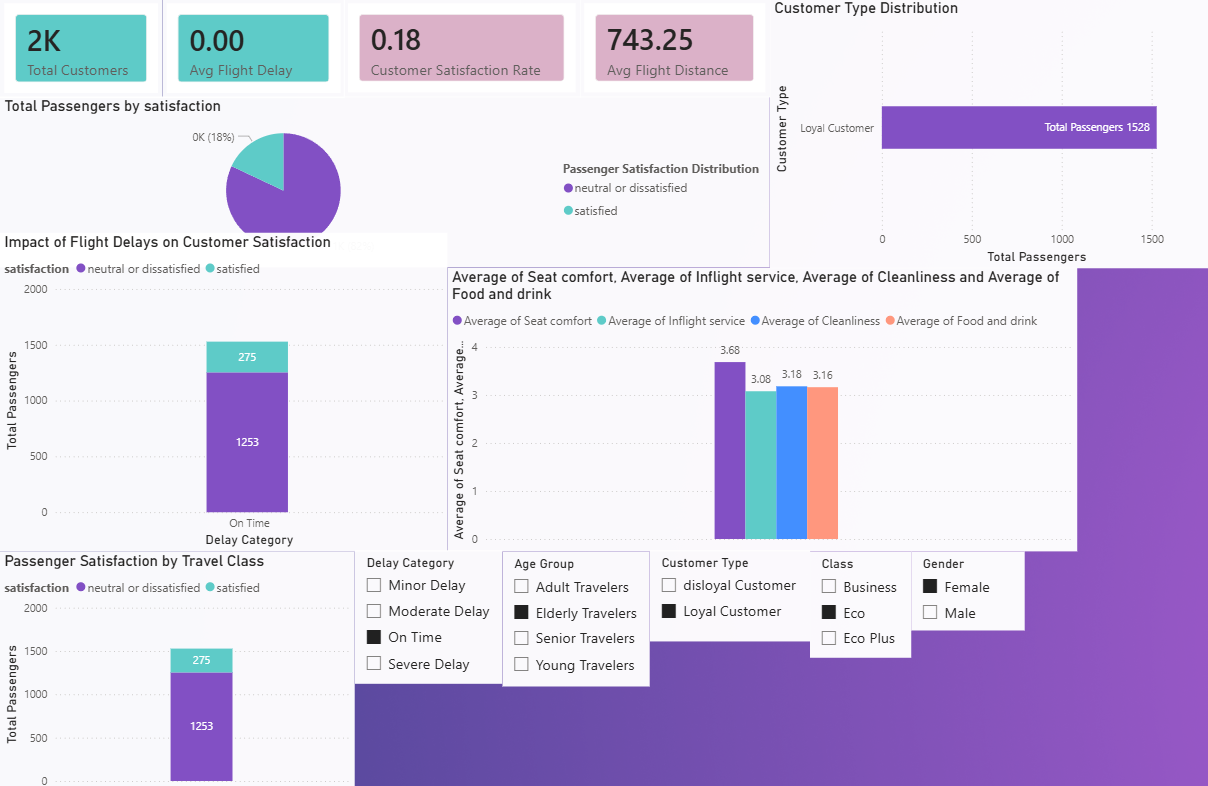 2K
Total Customers
0.00
Avg Flight Delay
0.18
Customer Satisfaction Rate
743.25
Avg Flight Distance
Customer Type Distribution
Customer Type
Loyal Customer
Total Passengers 1528
0 500 1000 1500
Total Passengers
Total Passengers by satisfaction
0K (18%)
Passenger Satisfaction Distribution
neutral or dissatisfied
satisfied
Impact of Flight Delays on Customer Satisfaction
satisfaction neutral or dissatisfied satisfied
Total Passengers
2000
1500
1000
500
0
275
1253
On Time
Delay Category
Average of Seat comfort, Average of Inflight service, Average of Cleanliness and Average of
Food and drink
Average of Seat comfort Average of Inflight service Average of Cleanliness Average of Food and drink
Average of Seat comfort, Average...
4
3
2
1
0
3.68
3.08
3.18
3.16
Passenger Satisfaction by Travel Class
satisfaction neutral or dissatisfied satisfied
Total Passengers
2000
1500
1000
500
0
275
1253
Delay Category
Minor Delay
Moderate Delay
On Time
Severe Delay
Age Group
Adult Travelers
Elderly Travelers
Senior Travelers
Young Travelers
Customer Type
disloyal Customer
Loyal Customer
Class
Business
Eco
Eco Plus
Gender
Female
Male